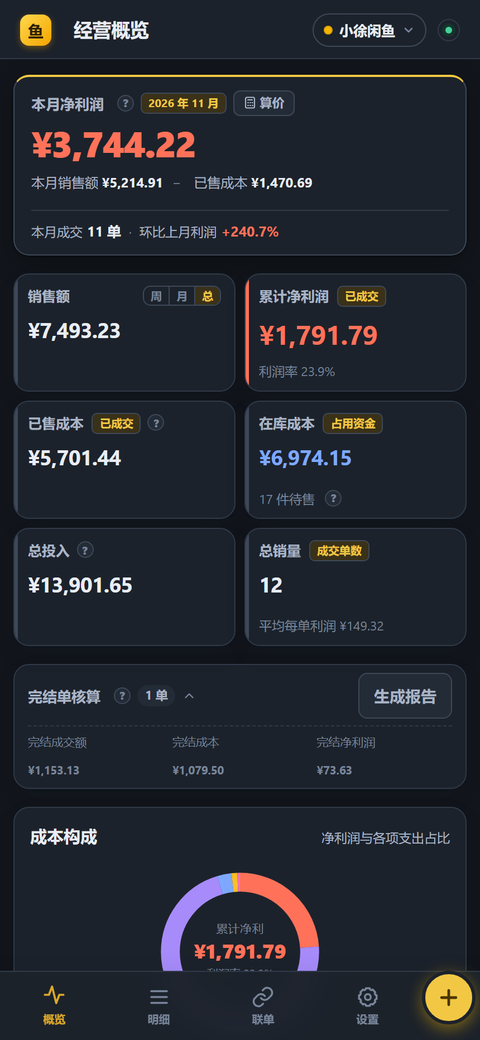 鱼 经营概览 小徐闲鱼
本月净利润 ? 2026 年 11 月 算价
¥3,744.22
本月销售额 ¥5,214.91 − 已售成本 ¥1,470.69
本月成交 11 单 · 环比上月利润 +240.7%
销售额 周 月 总
¥7,493.23
累计净利润 已成交
¥1,791.79
利润率 23.9%
已售成本 已成交 ?
¥5,701.44
在库成本 占用资金
¥6,974.15
17 件待售 ?
总投入 ?
¥13,901.65
总销量 成交单数
12
平均每单利润 ¥149.32
完结单核算 ? 1 单 生成报告
完结成交额 完结成本 完结净利润
¥1,153.13 ¥1,079.50 ¥73.63
成本构成 净利润与各项支出占比
累计净利
¥1,791.79
概览 明细 联单 设置